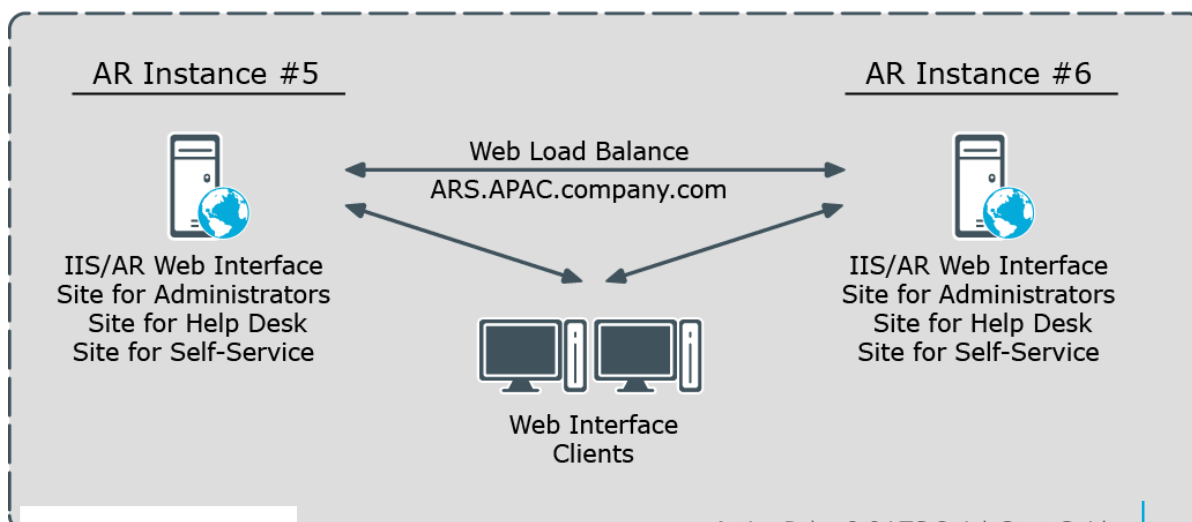 AR Instance #5
AR Instance #6
Web Load Balance
ARS.APAC.company.com
IIS/AR Web Interface
Site for Administrators
Site for Help Desk
Site for Self-Service
IIS/AR Web Interface
Site for Administrators
Site for Help Desk
Site for Self-Service
Web Interface
Clients